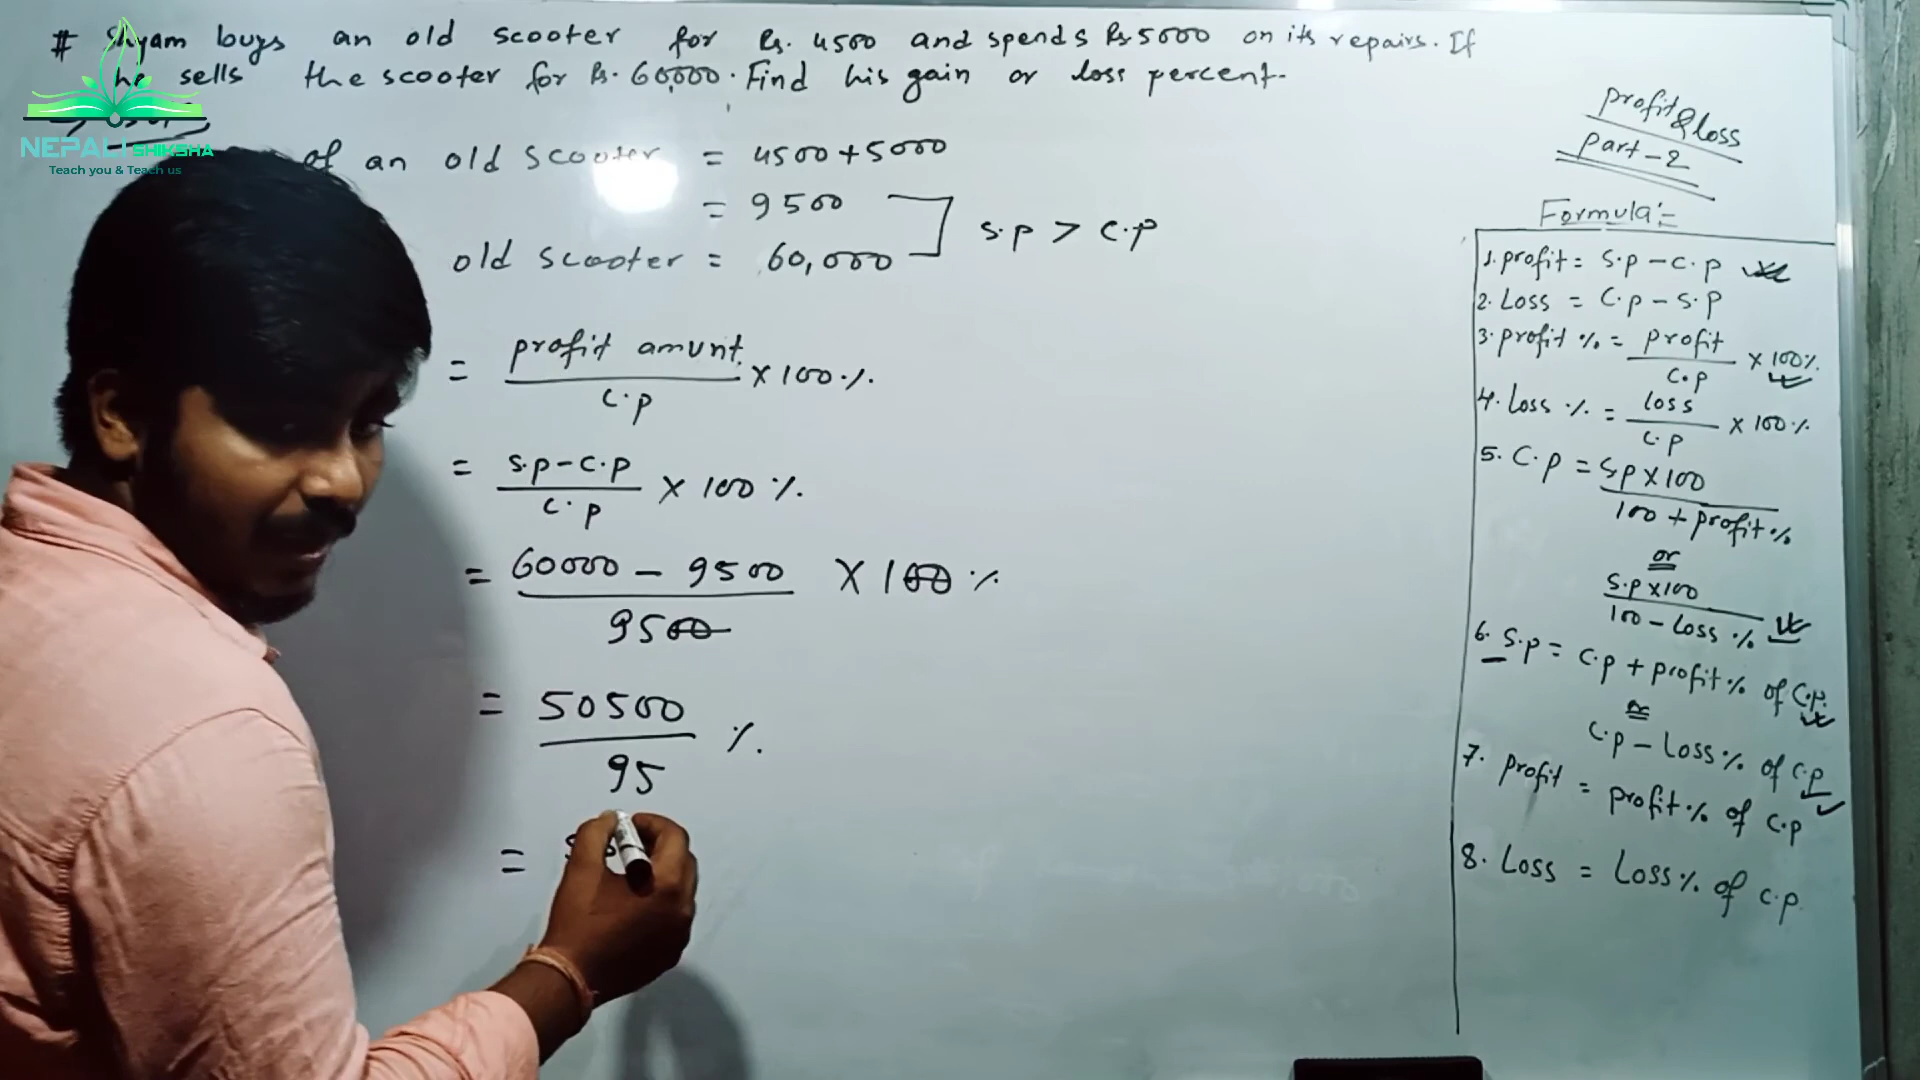 # Shyam buys an old scooter for Rs. 4500 and spends Rs 5000 on its repairs. If
he sells the scooter for Rs. 60,000. Find his gain or loss percent.
NEPALI SHIKSHA
Teach you & Teach us
of an old scooter = 4500+5000
= 9500
old scooter = 60,000
s.p > c.p
= profit amunt. / c.p × 100%
= s.p-c.p / c.p × 100%
= 60000 - 9500 / 9500 × 100%
= 50500 / 95 %
=
profit & loss
part-2
Formula:-
1. profit = s.p - c.p
2. Loss = c.p - s.p
3. profit % = profit / c.p × 100%
4. Loss % = loss / c.p × 100%
5. C.p = s.p × 100 / 100 + profit %
or
s.p × 100 / 100 - Loss %
6. s.p = c.p + profit % of c.p.
or
c.p - Loss % of c.p
7. profit = profit % of c.p
8. Loss = Loss % of c.p.